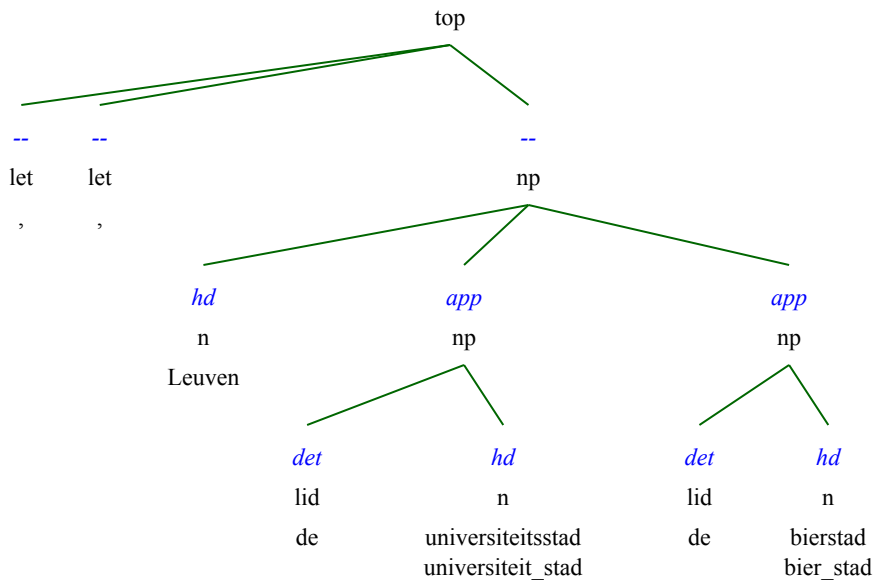 top
-- -- --
let let np
, ,
hd app app
n np np
Leuven
det hd det hd
lid n lid n
de universiteitsstad de bierstad
universiteit_stad bier_stad